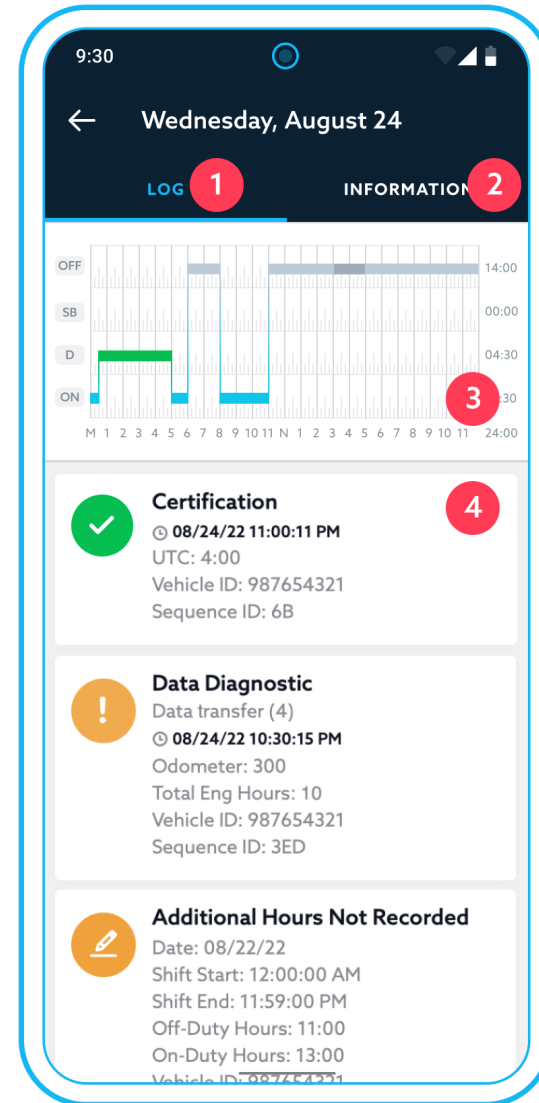 9:30
Wednesday, August 24
LOG 1 INFORMATION 2
OFF 14:00
SB 00:00
D 04:30
ON 3 :30
M 1 2 3 4 5 6 7 8 9 10 11 N 1 2 3 4 5 6 7 8 9 10 11 24:00
Certification 4
08/24/22 11:00:11 PM
UTC: 4:00
Vehicle ID: 987654321
Sequence ID: 6B
! Data Diagnostic
Data transfer (4)
08/24/22 10:30:15 PM
Odometer: 300
Total Eng Hours: 10
Vehicle ID: 987654321
Sequence ID: 3ED
Additional Hours Not Recorded
Date: 08/22/22
Shift Start: 12:00:00 AM
Shift End: 11:59:00 PM
Off-Duty Hours: 11:00
On-Duty Hours: 13:00
Vehicle ID: 987654321